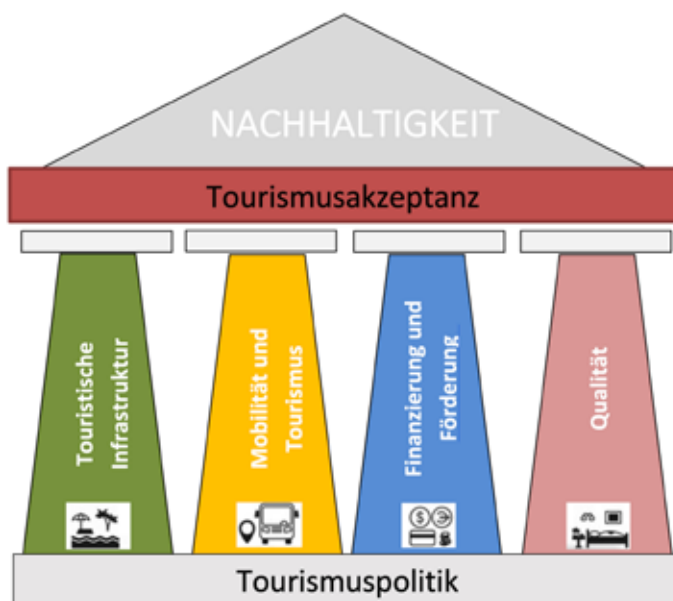 NACHHALTIGKEIT
Tourismusakzeptanz
Touristische
Infrastruktur
Mobilität und
Tourismus
Finanzierung und
Förderung
Qualität
Tourismuspolitik